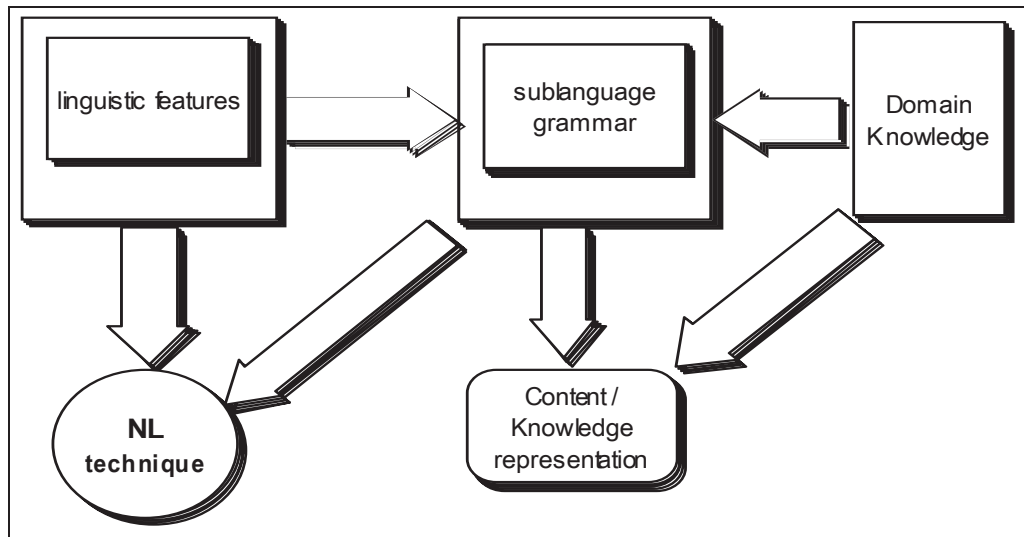 linguistic features
sublanguage
grammar
Domain
Knowledge
NL
technique
Content /
Knowledge
representation